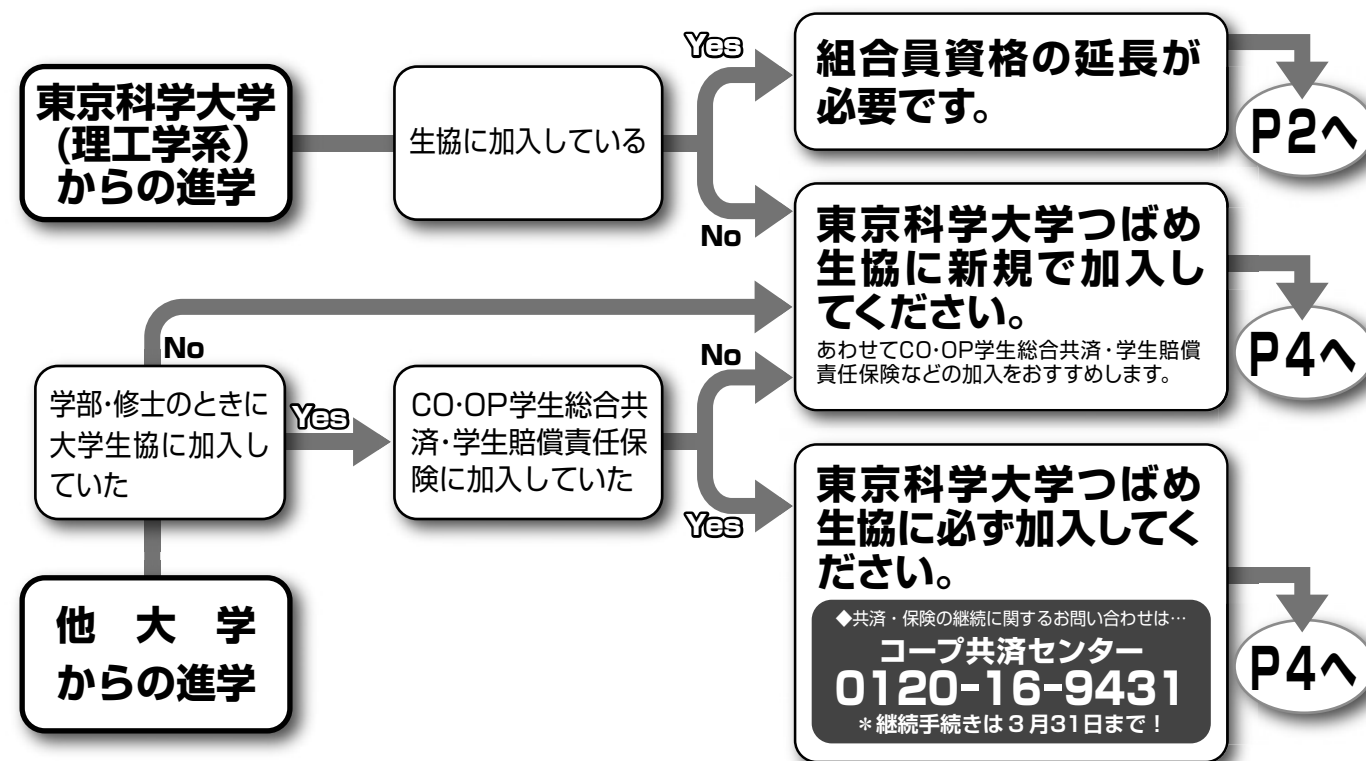 東京科学大学
(理工学系)
からの進学
生協に加入している
Yes
No
組合員資格の延長が
必要です。
P2へ
東京科学大学つばめ
生協に新規で加入し
てください。
あわせてCO·OP学生総合共済・学生賠償
責任保険などの加入をおすすめします。
P4へ
他 大 学
からの進学
学部・修士のときに
大学生協に加入し
ていた
No
Yes
CO·OP学生総合共
済・学生賠償責任保
険に加入していた
No
Yes
東京科学大学つばめ
生協に必ず加入してく
ださい。
◆共済・保険の継続に関するお問い合わせは…
コープ共済センター
0120-16-9431
＊継続手続きは3月31日まで！
P4へ